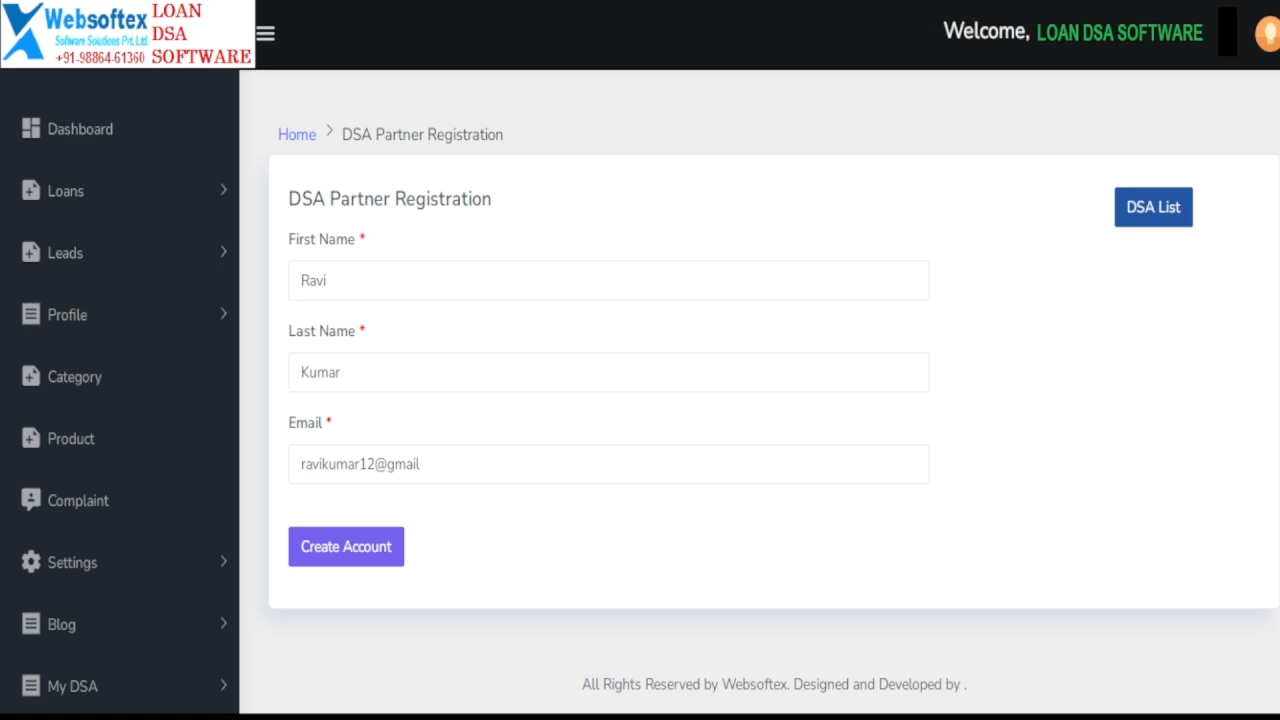 Websoftex
Software Solutions Pvt. Ltd.
+91-98864-61360
LOAN
DSA
SOFTWARE
Welcome, LOAN DSA SOFTWARE
Dashboard
Loans
Leads
Profile
Category
Product
Complaint
Settings
Blog
My DSA
Home > DSA Partner Registration
DSA Partner Registration
DSA List
First Name *
Ravi
Last Name *
Kumar
Email *
ravikumar12@gmail
Create Account
All Rights Reserved by Websoftex. Designed and Developed by .